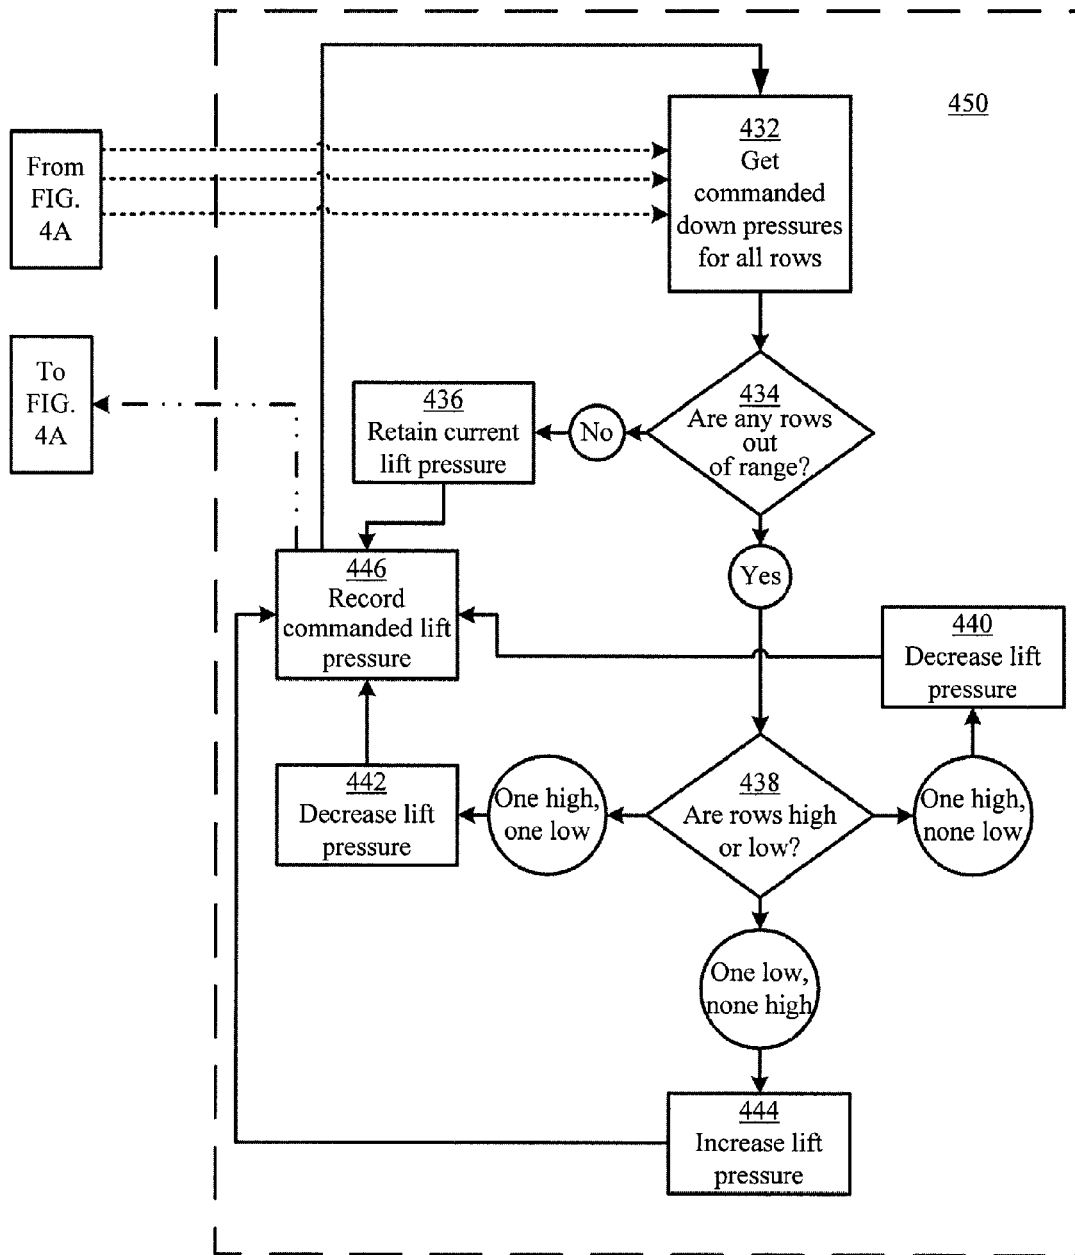 450
432
Get
commanded
down pressures
for all rows
From
FIG.
4A
To
FIG.
4A
434
Are any rows
out
of range?
No
436
Retain current
lift pressure
Yes
446
Record
commanded lift
pressure
440
Decrease lift
pressure
438
Are rows high
or low?
One high,
one low
442
Decrease lift
pressure
One high,
none low
One low,
none high
444
Increase lift
pressure